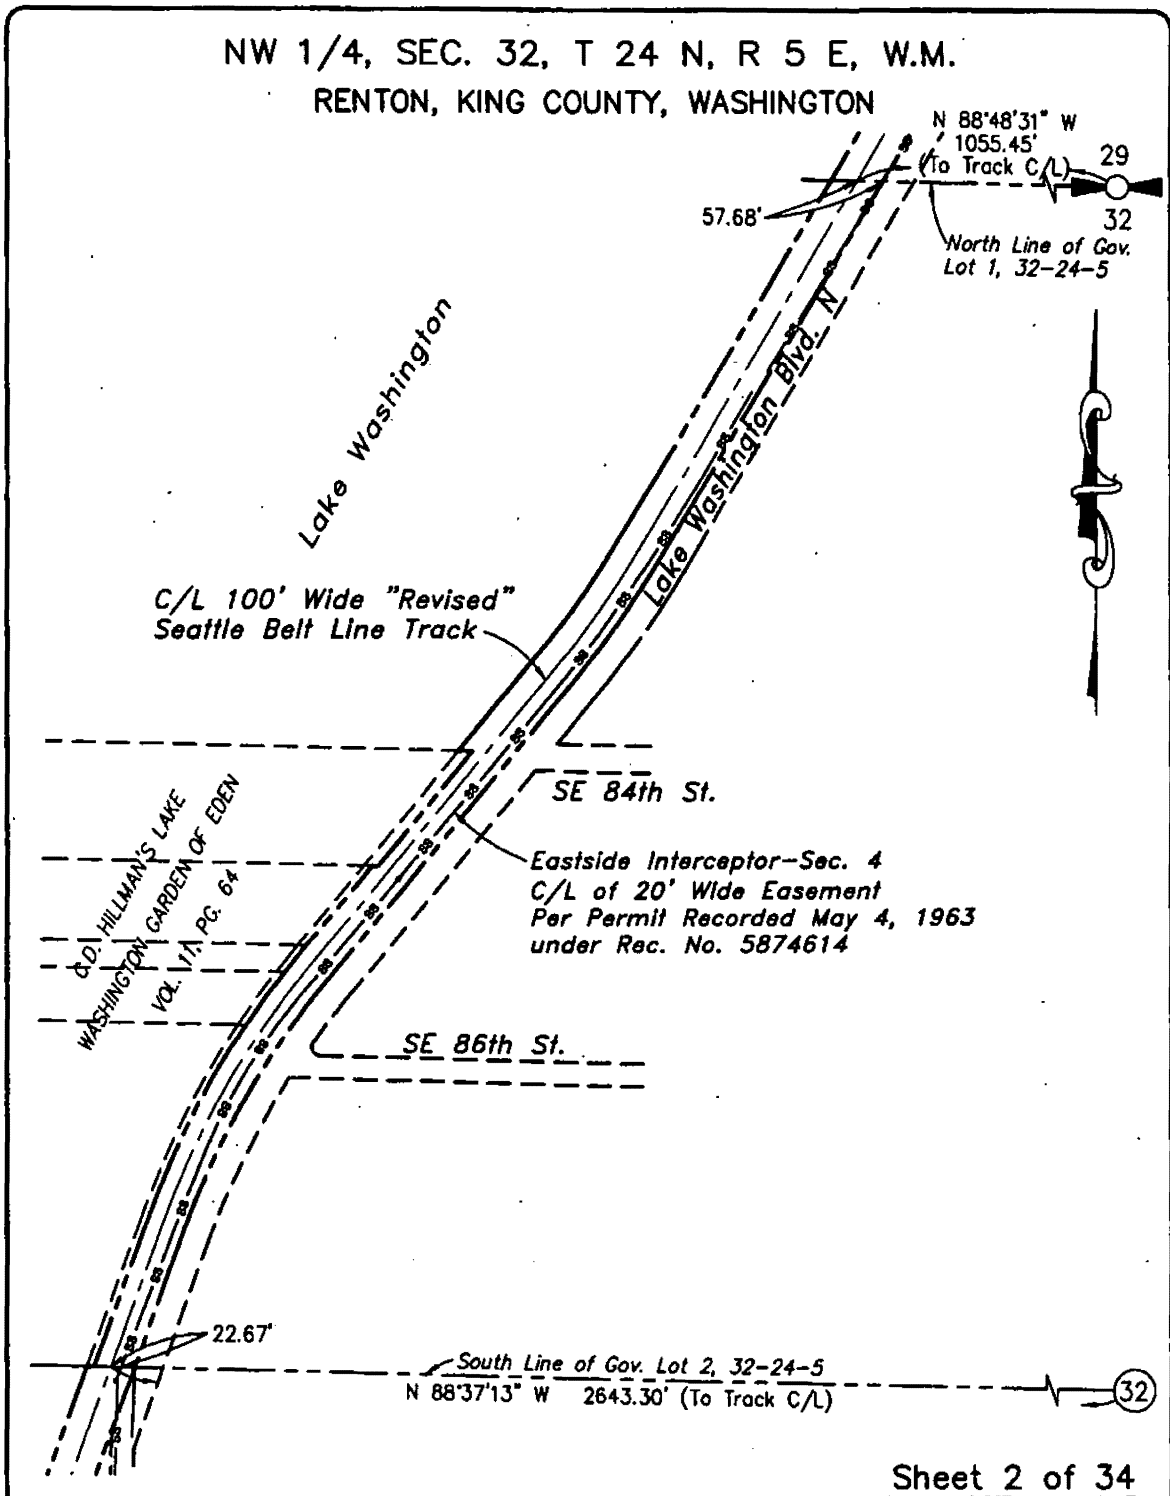 NW 1/4, SEC. 32, T 24 N, R 5 E, W.M.
RENTON, KING COUNTY, WASHINGTON
N 88°48'31" W
1055.45'
(To Track C/L)
29
32
57.68'
North Line of Gov.
Lot 1, 32-24-5
Lake Washington
Lake Washington Blvd. N
C/L 100' Wide "Revised"
Seattle Belt Line Track
SE 84th St.
C.D. HILLMAN'S LAKE
WASHINGTON GARDEN OF EDEN
VOL. 11, PG. 64
Eastside Interceptor-Sec. 4
C/L of 20' Wide Easement
Per Permit Recorded May 4, 1963
under Rec. No. 5874614
SE 86th St.
22.67'
South Line of Gov. Lot 2, 32-24-5
N 88°37'13" W 2643.30' (To Track C/L)
32
Sheet 2 of 34